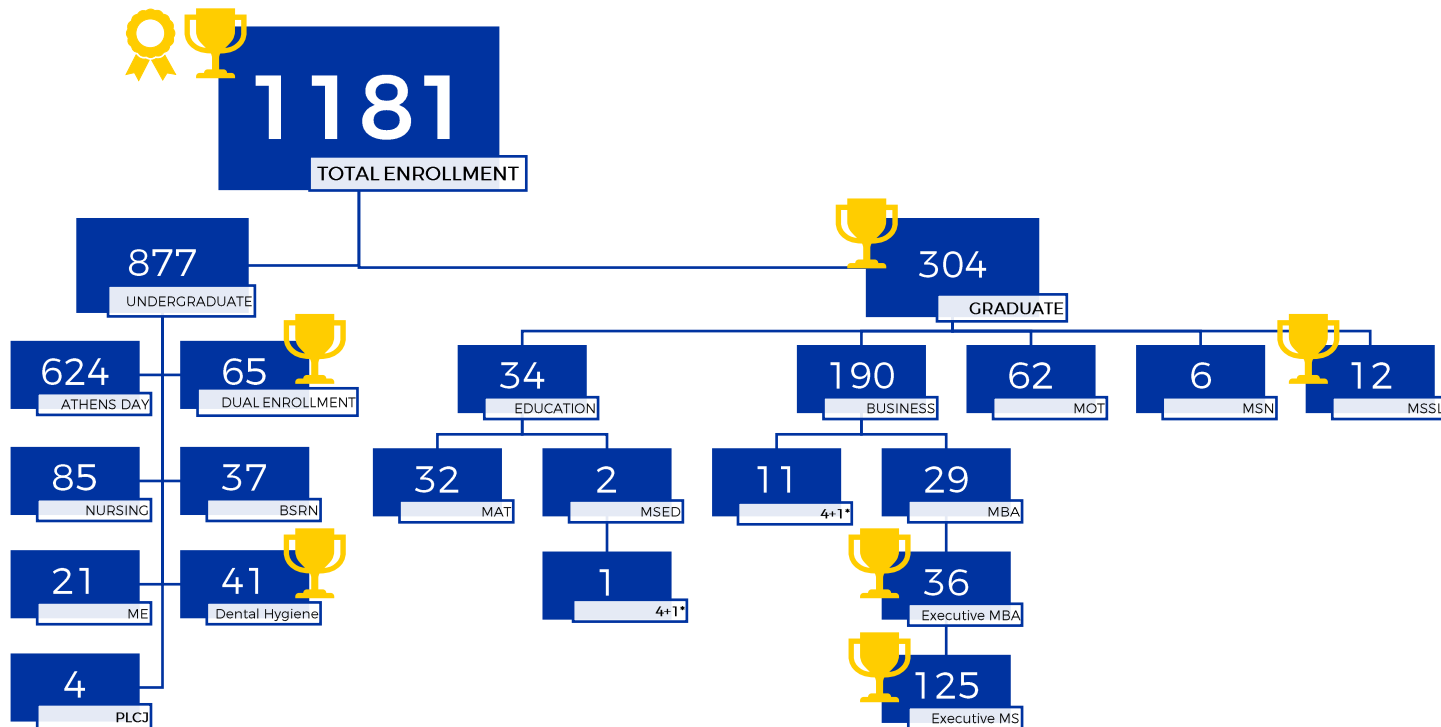 1181
TOTAL ENROLLMENT
877
UNDERGRADUATE
304
GRADUATE
624
ATHENS DAY
65
DUAL ENROLLMENT
34
EDUCATION
190
BUSINESS
62
MOT
6
MSN
12
MSSL
85
NURSING
37
BSRN
32
MAT
2
MSED
11
4+1*
29
MBA
21
ME
41
Dental Hygiene
1
4+1*
36
Executive MBA
4
PLCJ
125
Executive MS